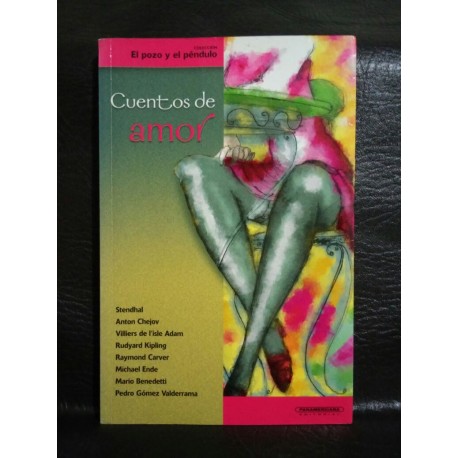 COLECCIÓN
El pozo y el péndulo
Cuentos de
amor
Stendhal
Anton Chejov
Villiers de l'Isle Adam
Rudyard Kipling
Raymond Carver
Michael Ende
Mario Benedetti
Pedro Gómez Valderrama
PANAMERICANA
EDITORIAL